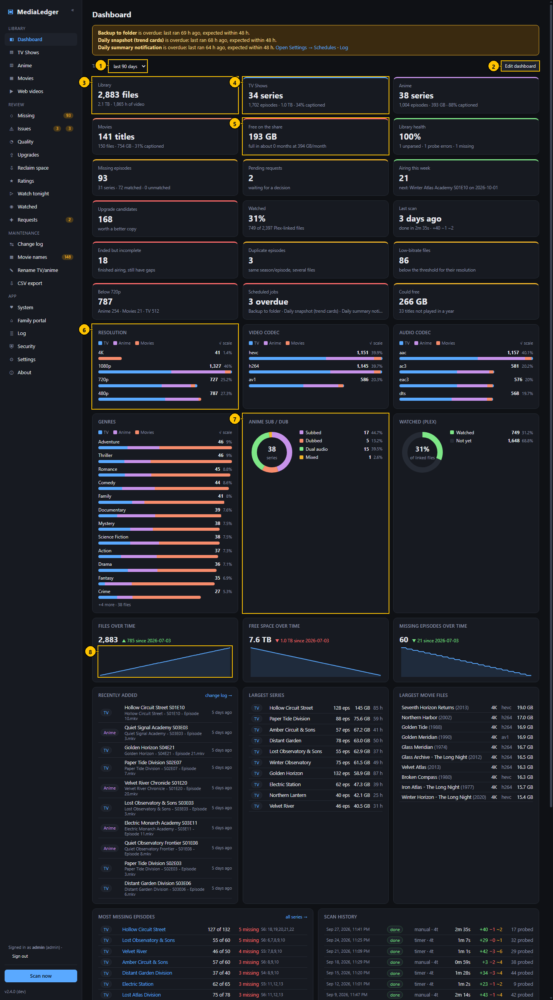 MediaLedger «
LIBRARY
Dashboard
TV Shows
Anime
Movies
Web videos
REVIEW
Missing 93
Issues 3 3
Quality
Upgrades
Reclaim space
Ratings
Watch tonight
Watched
Requests 2
MAINTENANCE
Change log
Movie names 148
Rename TV/anime
CSV export
APP
System
Family portal
Log
Security
Settings
About
Signed in as admin (admin) ·
Sign out
Scan now
v2.4.0 (dev)
Dashboard
Backup to folder is overdue: last ran 69 h ago, expected within 48 h.
Daily snapshot (trend cards) is overdue: last ran 68 h ago, expected within 48 h.
Daily summary notification is overdue: last ran 64 h ago, expected within 48 h. Open Settings → Schedules · Log
1 last 90 days
2 Edit dashboard
3
Library
2,883 files
2.1 TB · 1,865 h of video
4
TV Shows
34 series
1,702 episodes · 1.0 TB · 34% captioned
Anime
38 series
1,004 episodes · 393 GB · 88% captioned
Movies
141 titles
150 files · 754 GB · 31% captioned
5
Free on the share
193 GB
full in about 0 months at 394 GB/month
Library health
100%
1 unparsed · 1 probe errors · 1 missing
Missing episodes
93
31 series · 72 matched · 0 unmatched
Pending requests
2
waiting for a decision
Airing this week
21
next: Winter Atlas Academy S01E10 on 2026-10-01
Upgrade candidates
168
worth a better copy
Watched
31%
749 of 2,397 Plex-linked files
Last scan
3 days ago
done in 2m 35s · +40 −1 ~2
Ended but incomplete
18
finished airing, still have gaps
Duplicate episodes
3
same season/episode, several files
Low-bitrate files
86
below the threshold for their resolution
Below 720p
787
Anime 254 · Movies 21 · TV 512
Scheduled jobs
3 overdue
Backup to folder · Daily snapshot (trend cards) · Daily summary noti...
Could free
266 GB
33 titles not played in a year
6
RESOLUTION
TV Anime Movies √ scale
4K 41 1.4%
1080p 1,327 46%
720p 727 25.2%
480p 787 27.3%
VIDEO CODEC
TV Anime Movies √ scale
hevc 1,151 39.9%
h264 1,145 39.7%
av1 586 20.3%
AUDIO CODEC
TV Anime Movies √ scale
aac 1,157 40.1%
ac3 581 20.2%
eac3 576 20%
dts 568 19.7%
GENRES
TV Anime Movies √ scale
Adventure 46 9%
Thriller 46 9%
Romance 45 8.8%
Comedy 44 8.6%
Family 41 8%
Documentary 39 7.6%
Mystery 38 7.5%
Science Fiction 38 7.5%
Action 37 7.3%
Drama 36 7.1%
Fantasy 35 6.9%
Crime 27 5.3%
+4 more · 38 files
7
ANIME SUB / DUB
38
series
Subbed 17 44.7%
Dubbed 5 13.2%
Dual audio 15 39.5%
Mixed 1 2.6%
WATCHED (PLEX)
31%
of linked files
Watched 749 31.2%
Not yet 1,648 68.8%
FILES OVER TIME
2,883 ▲ 785 since 2026-07-03
8
FREE SPACE OVER TIME
7.6 TB ▼ 1.0 TB since 2026-07-03
MISSING EPISODES OVER TIME
60 ▼ 21 since 2026-07-03
RECENTLY ADDED change log →
TV Hollow Circuit Street S01E10 5 days ago
Hollow Circuit Street - S01E10 - Episode
10.mkv
Anime Quiet Signal Academy S03E03 5 days ago
Quiet Signal Academy - S03E03 - Episode
3.mkv
TV Golden Horizon S04E21 5 days ago
Golden Horizon - S04E21 - Episode 21.mkv
TV Paper Tide Division S02E07 5 days ago
Paper Tide Division - S02E07 - Episode
7.mkv
Anime Velvet River Chronicle S01E20 5 days ago
Velvet River Chronicle - S01E20 - Episode
20.mkv
TV Lost Observatory & Sons S03E03 5 days ago
Lost Observatory & Sons - S03E03 - Episode
3.mkv
Anime Electric Monarch Academy S03E11 5 days ago
Electric Monarch Academy - S03E11 -
Episode 11.mkv
Anime Quiet Observatory Frontier S01E08 5 days ago
Quiet Observatory Frontier - S01E08 -
Episode 8.mkv
TV Paper Tide Division S02E03 5 days ago
Paper Tide Division - S02E03 - Episode
3.mkv
TV Distant Garden Division S03E06 5 days ago
Distant Garden Division - S03E06 - Episode
6.mkv
LARGEST SERIES
TV Hollow Circuit Street 128 eps 145 GB 85 h
TV Paper Tide Division 88 eps 75.6 GB 59 h
TV Amber Circuit & Sons 57 eps 67.2 GB 41 h
TV Distant Garden 78 eps 63.0 GB 50 h
TV Lost Observatory & Sons 55 eps 62.9 GB 37 h
TV Winter Observatory 75 eps 61.5 GB 49 h
TV Golden Horizon 132 eps 58.9 GB 87 h
TV Electric Station 62 eps 47.3 GB 39 h
TV Northern Lantern 40 eps 42.1 GB 25 h
TV Velvet River 46 eps 40.5 GB 31 h
LARGEST MOVIE FILES
Seventh Horizon Returns (2013) 4K hevc 19.0 GB
Northern Harbor (2002) 4K h264 17.0 GB
Golden Tide (1988) 4K h264 16.9 GB
Golden Meridian (1990) 4K av1 16.9 GB
Glass Meridian (1974) 4K h264 16.7 GB
Glass Archive - The Long Night (2012) 4K h264 16.5 GB
Velvet Atlas (2013) 4K h264 16.3 GB
Broken Compass (1980) 4K hevc 16.3 GB
Iron Atlas - The Long Night (1977) 4K h264 15.7 GB
Winter Horizon - The Long Night (2020) 4K hevc 15.4 GB
MOST MISSING EPISODES all series →
TV Hollow Circuit Street 127 of 132 5 missing S6: 18,19,20,21,22
TV Lost Observatory & Sons 55 of 60 5 missing S6: 6,7,8,9,10
TV Velvet River 46 of 50 4 missing S5: 7,8,9,10
TV Amber Circuit & Sons 57 of 60 3 missing S6: 8,9,10
TV Distant Garden Division 37 of 40 3 missing S4: 8,9,10
TV Electric Station 62 of 65 3 missing S5: 11,12,13
TV Lost Atlas Division 75 of 78 3 missing S6: 11,12,13
SCAN HISTORY
Sep 27, 2026, 11:41 PM done manual · 4t 2m 35s +40 −1 ~2 17 probed
Sep 24, 2026, 11:25 PM done timer · 4t 1m 7s +29 −0 ~1 32 probed
Sep 21, 2026, 11:09 PM done timer · 4t 1m 1s +42 −3 ~6 29 probed
Sep 18, 2026, 11:29 PM done manual · 4t 0m 59s +3 −2 ~4 38 probed
Sep 15, 2026, 11:20 PM done timer · 4t 1m 28s +34 −3 ~4 44 probed
Sep 12, 2026, 11:01 PM done timer · 4t 1m 2s +23 −1 ~2 9 probed
Sep 9, 2026, 11:47 PM done manual · 4t 2m 14s +43 −1 ~4 42 probed